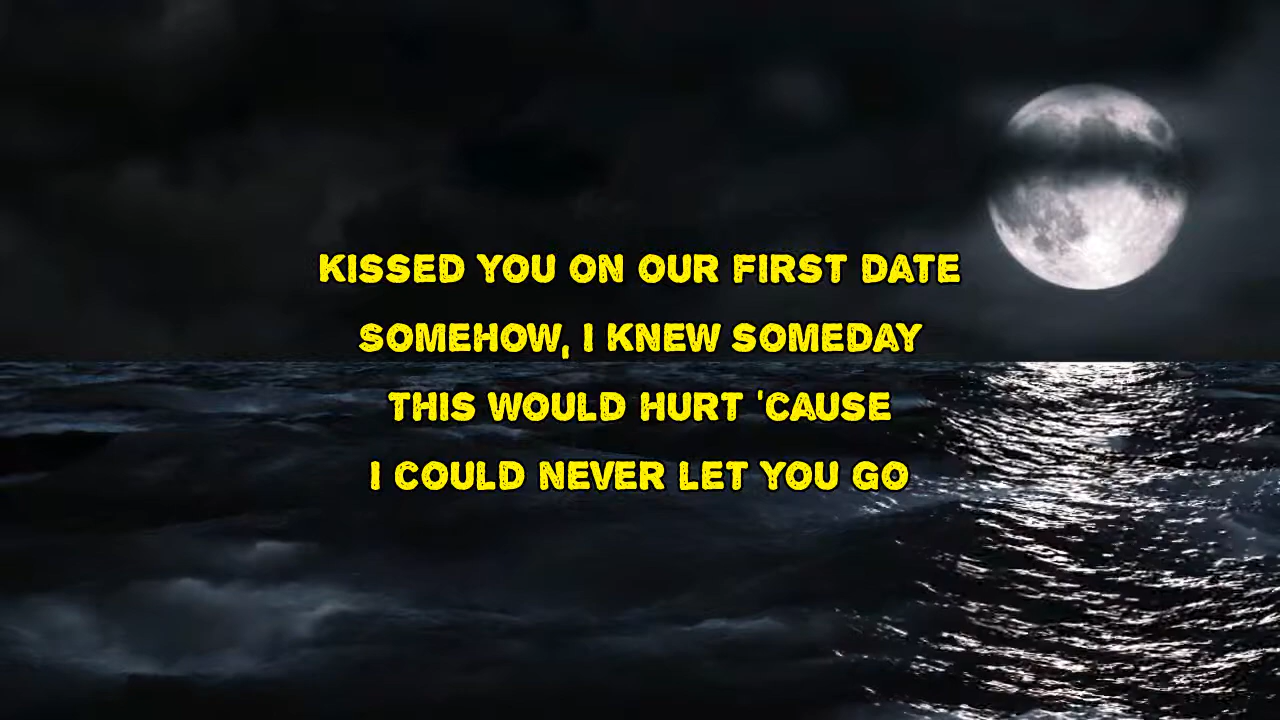 KISSED YOU ON OUR FIRST DATE
SOMEHOW, I KNEW SOMEDAY
THIS WOULD HURT 'CAUSE
I COULD NEVER LET YOU GO